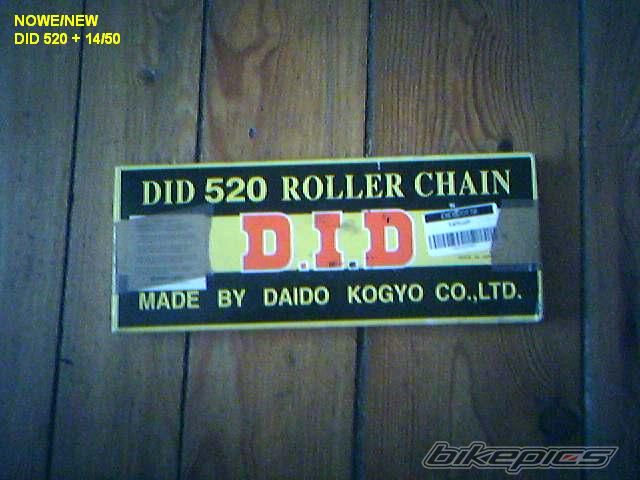 NOWE/NEW
DID 520 + 14/50
DID 520 ROLLER CHAIN
D.I.D
MADE BY DAIDO KOGYO CO.,LTD.
bikepics